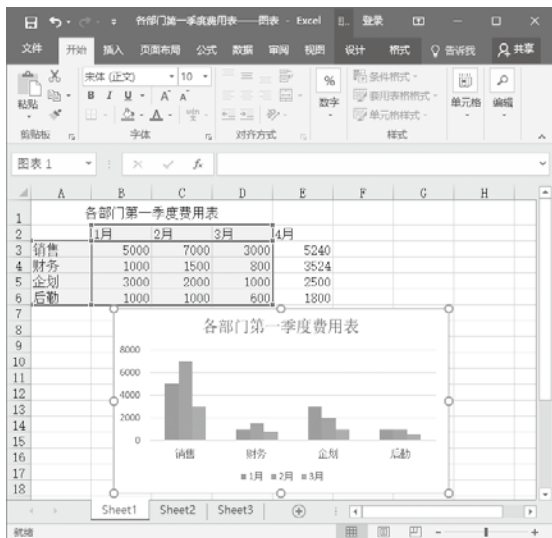 各部门第一季度费用表——图表 - Excel 登录
文件 开始 插入 页面布局 公式 数据 审阅 视图 设计 格式 告诉我 共享
宋体 (正文) 10 % 条件格式
粘贴 B I U A A 数字 套用表格格式 单元格 编辑
A 单元格样式
剪贴板 字体 对齐方式 样式
图表 1 fx
A B C D E F G H
1 各部门第一季度费用表
2 1月 2月 3月 4月
3 销售 5000 7000 3000 5240
4 财务 1000 1500 800 3524
5 企划 3000 2000 1000 2500
6 后勤 1000 1000 600 1800
7
8 各部门第一季度费用表
9
10 8000
11 6000
12 4000
13 2000
14 0
15 销售 财务 企划 后勤
16
17 1月 2月 3月
18
Sheet1 Sheet2 Sheet3
就绪